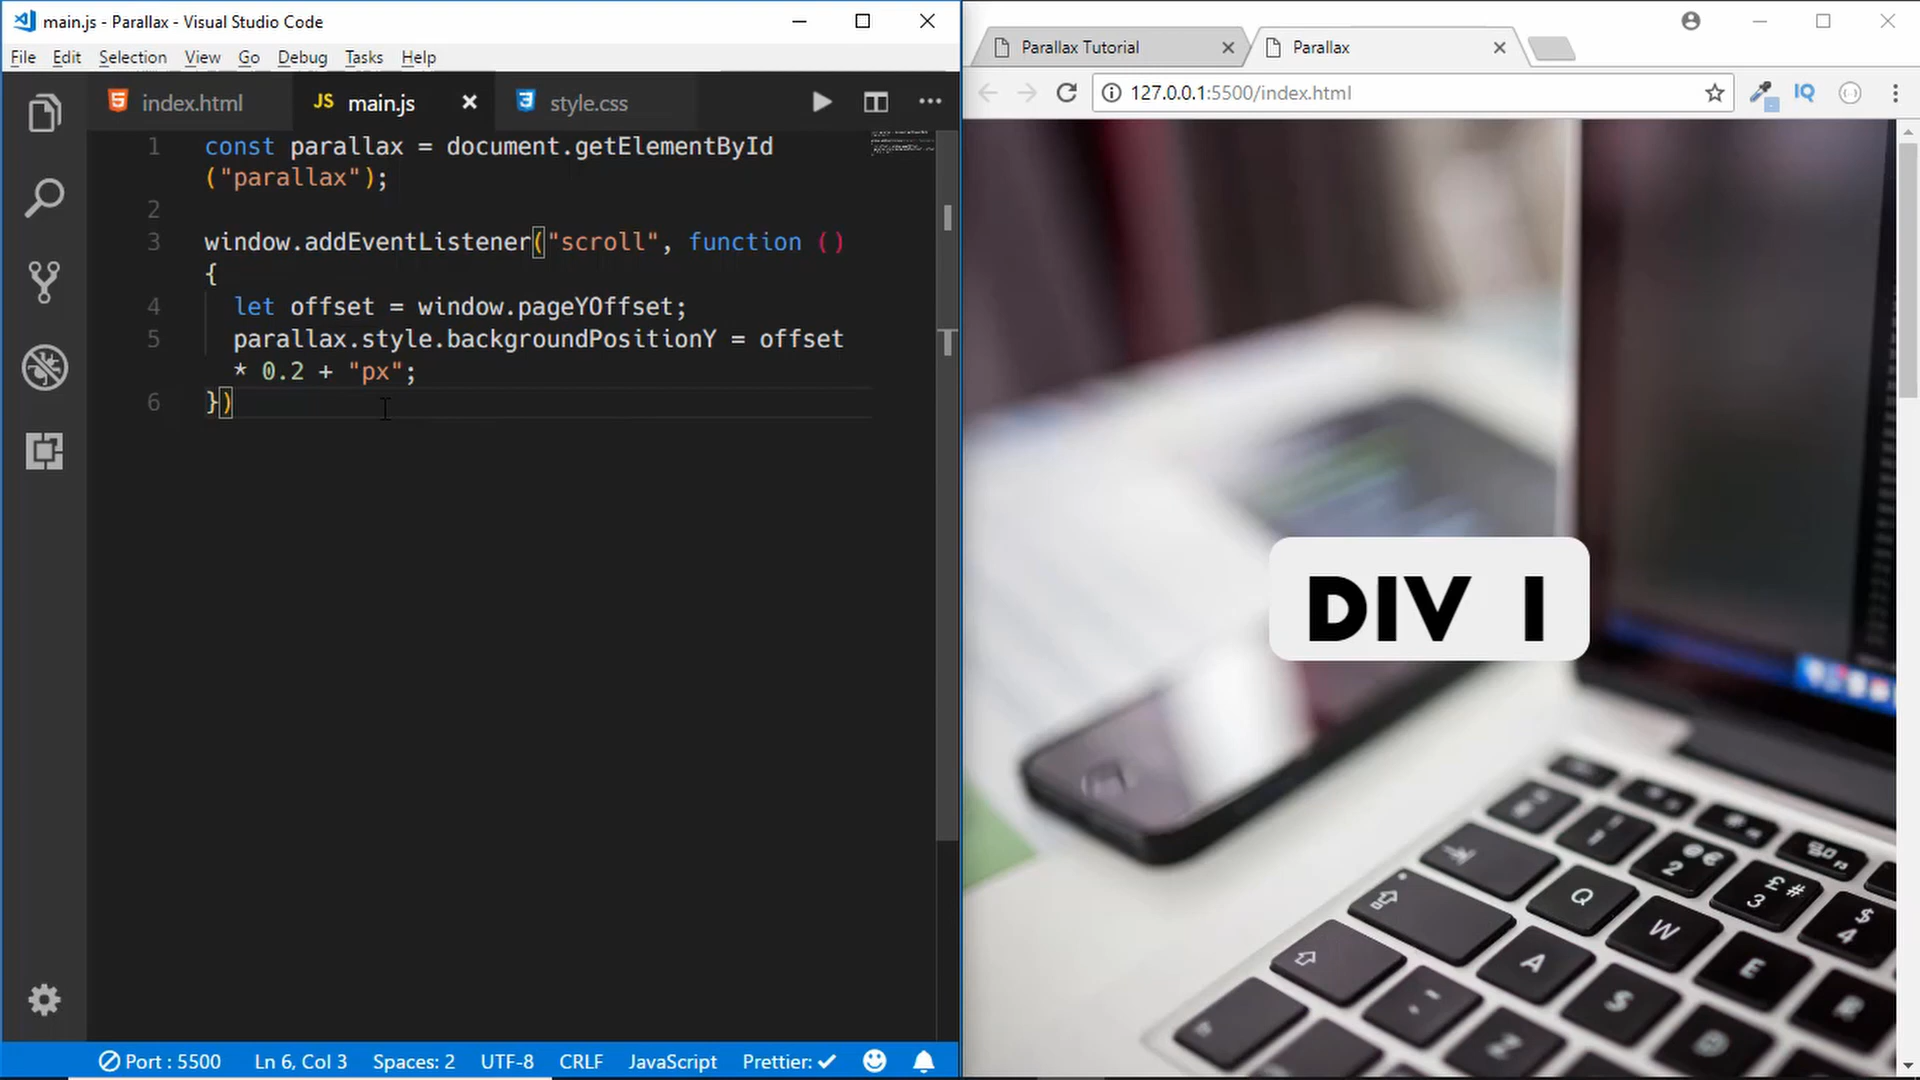 main.js - Parallax - Visual Studio Code
File Edit Selection View Go Debug Tasks Help
index.html
JS main.js
style.css
1 const parallax = document.getElementById
("parallax");
2
3 window.addEventListener("scroll", function ()
{
4 let offset = window.pageYOffset;
5 parallax.style.backgroundPositionY = offset
* 0.2 + "px";
6 })
Port : 5500 Ln 6, Col 3 Spaces: 2 UTF-8 CRLF JavaScript Prettier: ✓
Parallax Tutorial
Parallax
127.0.0.1:5500/index.html
IQ
DIV 1
2 £ # 3 $ 4
Q W E R
A S
Z